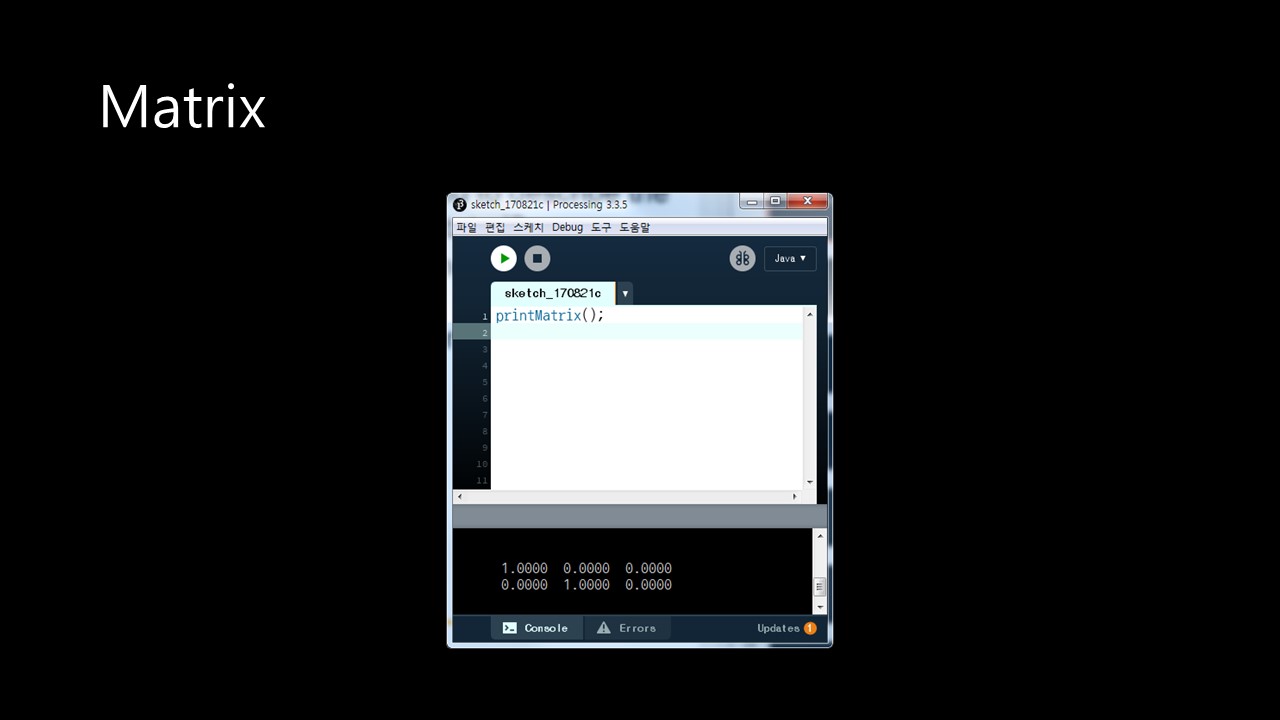 Matrix
sketch_170821c | Processing 3.3.5
파일 편집 스케치 Debug 도구 도움말
Java ▼
sketch_170821c ▼
1 printMatrix();
2
3
4
5
6
7
8
9
10
11
1.0000 0.0000 0.0000
0.0000 1.0000 0.0000
Console Errors Updates 1